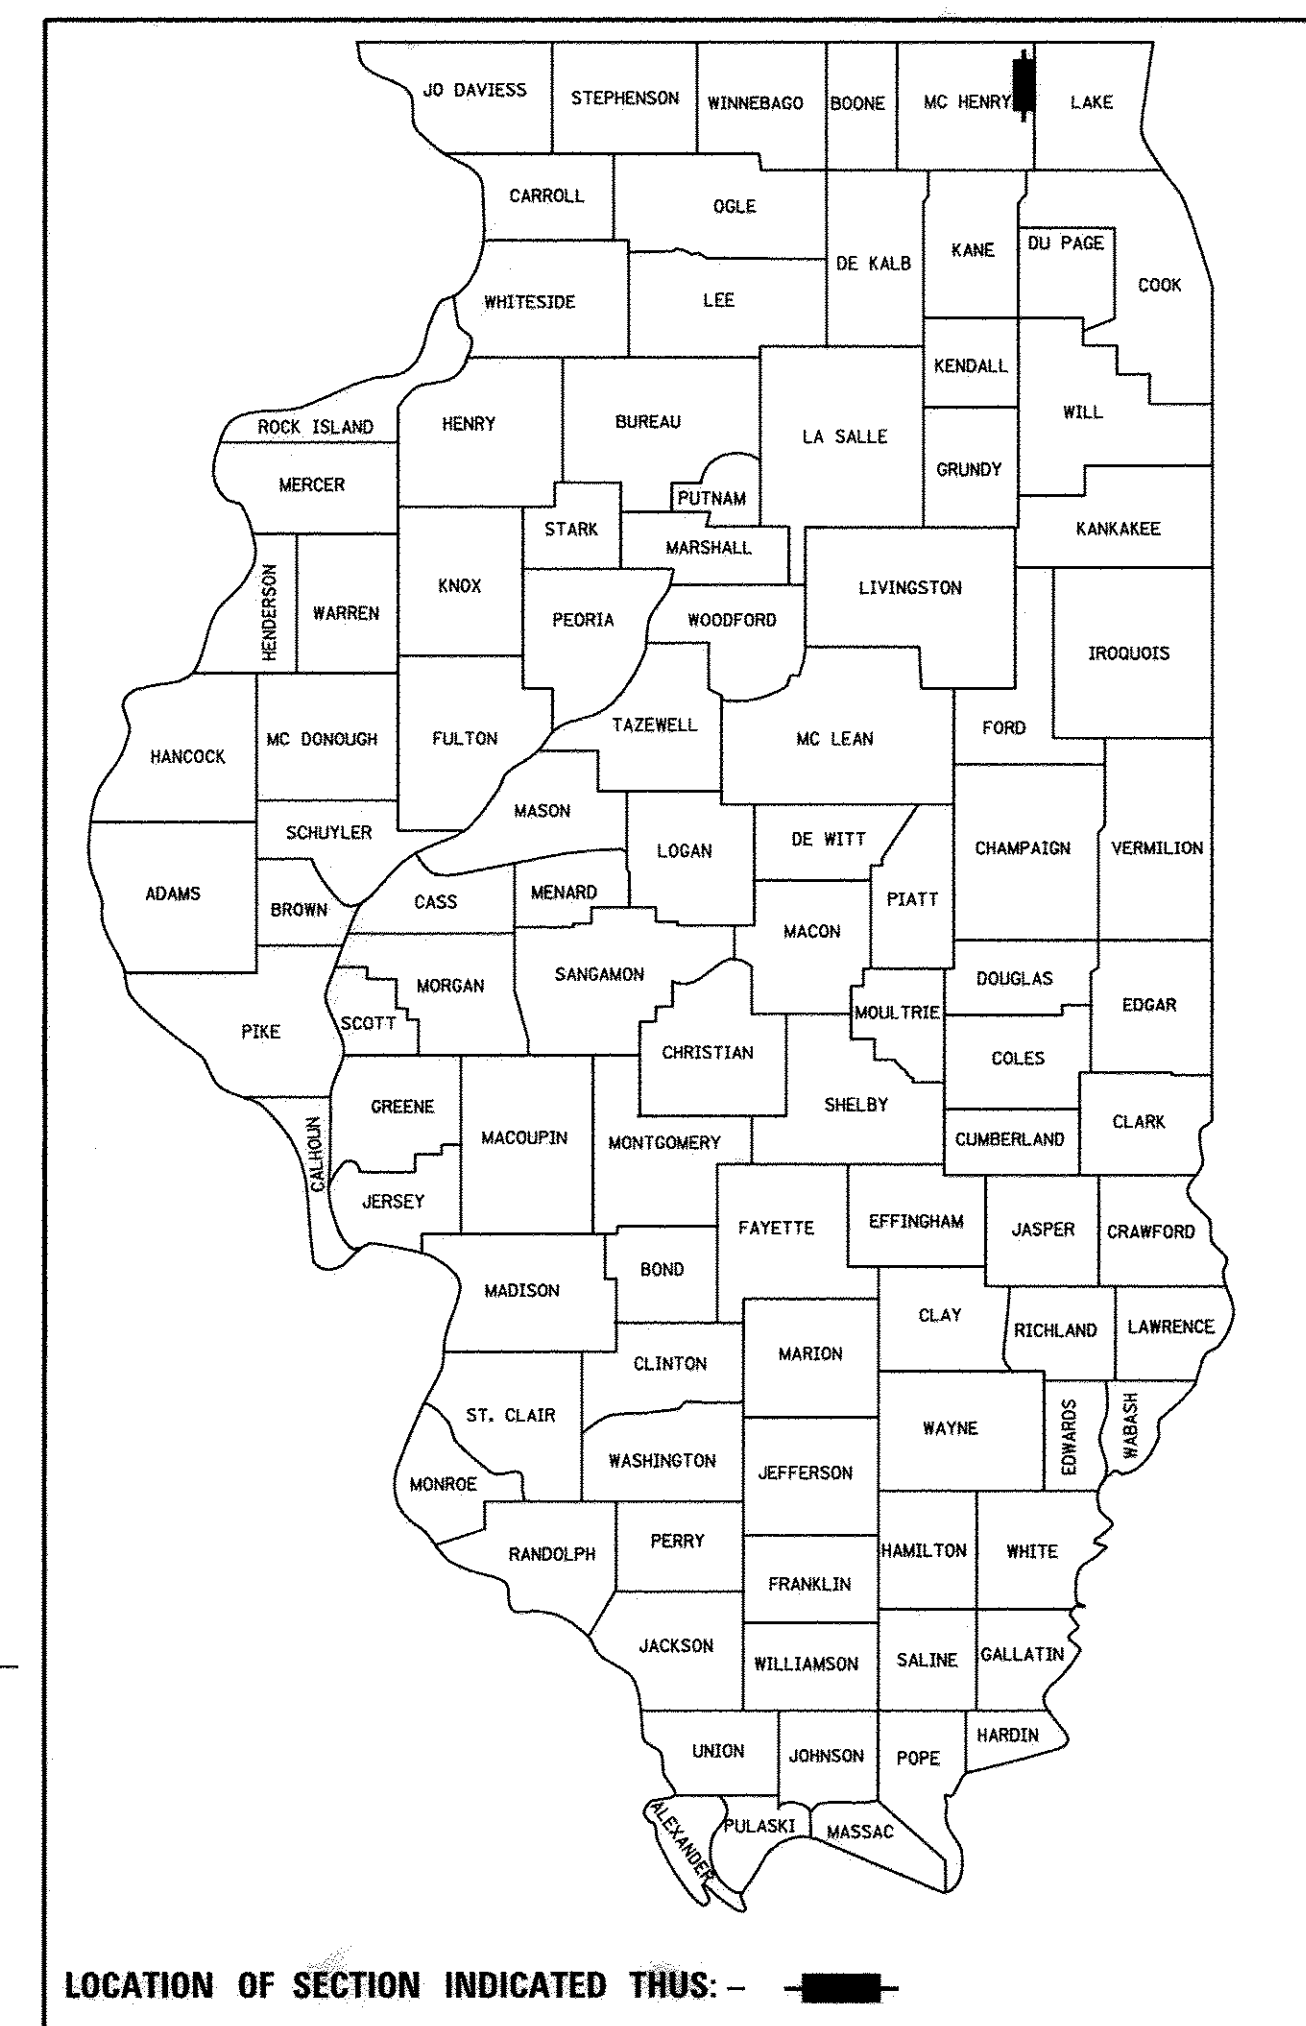 JO DAVIESS
STEPHENSON
WINNEBAGO
BOONE
MC HENRY
LAKE
CARROLL
OGLE
DE KALB
KANE
DU PAGE
COOK
WHITESIDE
LEE
KENDALL
WILL
ROCK ISLAND
HENRY
BUREAU
LA SALLE
GRUNDY
MERCER
PUTNAM
STARK
MARSHALL
KANKAKEE
HENDERSON
WARREN
KNOX
PEORIA
WOODFORD
LIVINGSTON
IROQUOIS
HANCOCK
MC DONOUGH
FULTON
TAZEWELL
MC LEAN
FORD
MASON
SCHUYLER
LOGAN
DE WITT
CHAMPAIGN
VERMILION
ADAMS
BROWN
CASS
MENARD
PIATT
MACON
SANGAMON
MORGAN
SCOTT
PIKE
CHRISTIAN
MOULTRIE
DOUGLAS
EDGAR
COLES
SHELBY
GREENE
CALHOUN
MACOUPIN
MONTGOMERY
CUMBERLAND
CLARK
JERSEY
FAYETTE
EFFINGHAM
JASPER
CRAWFORD
BOND
MADISON
CLAY
RICHLAND
LAWRENCE
CLINTON
MARION
ST. CLAIR
WAYNE
EDWARDS
WABASH
WASHINGTON
JEFFERSON
MONROE
RANDOLPH
PERRY
HAMILTON
WHITE
FRANKLIN
JACKSON
WILLIAMSON
SALINE
GALLATIN
UNION
JOHNSON
POPE
HARDIN
ALEXANDER
PULASKI
MASSAC
LOCATION OF SECTION INDICATED THUS: -